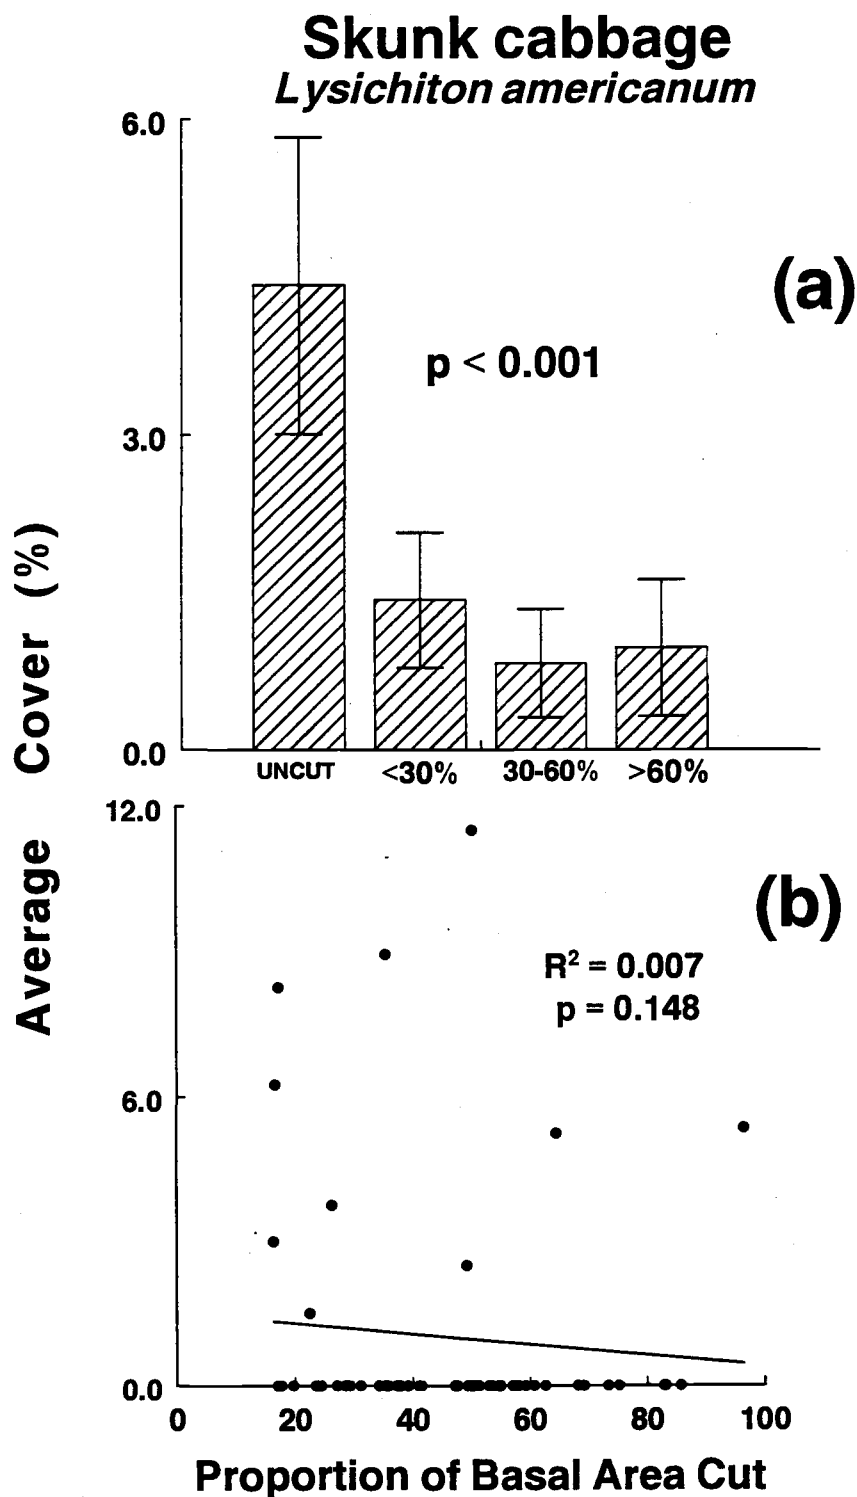 Skunk cabbage
Lysichiton americanum
6.0
(a)
p < 0.001
3.0
0.0
UNCUT <30% 30-60% >60%
Average Cover (%)
12.0
(b)
R² = 0.007
p = 0.148
6.0
0.0
0 20 40 60 80 100
Proportion of Basal Area Cut